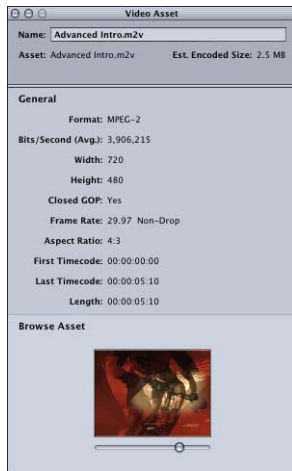 Video Asset
Name: Advanced Intro.m2v
Asset: Advanced Intro.m2v Est. Encoded Size: 2.5 MB
General
Format: MPEG-2
Bits/Second (Avg.): 3,906,215
Width: 720
Height: 480
Closed GOP: Yes
Frame Rate: 29.97 Non-Drop
Aspect Ratio: 4:3
First Timecode: 00:00:00:00
Last Timecode: 00:00:05:10
Length: 00:00:05:10
Browse Asset